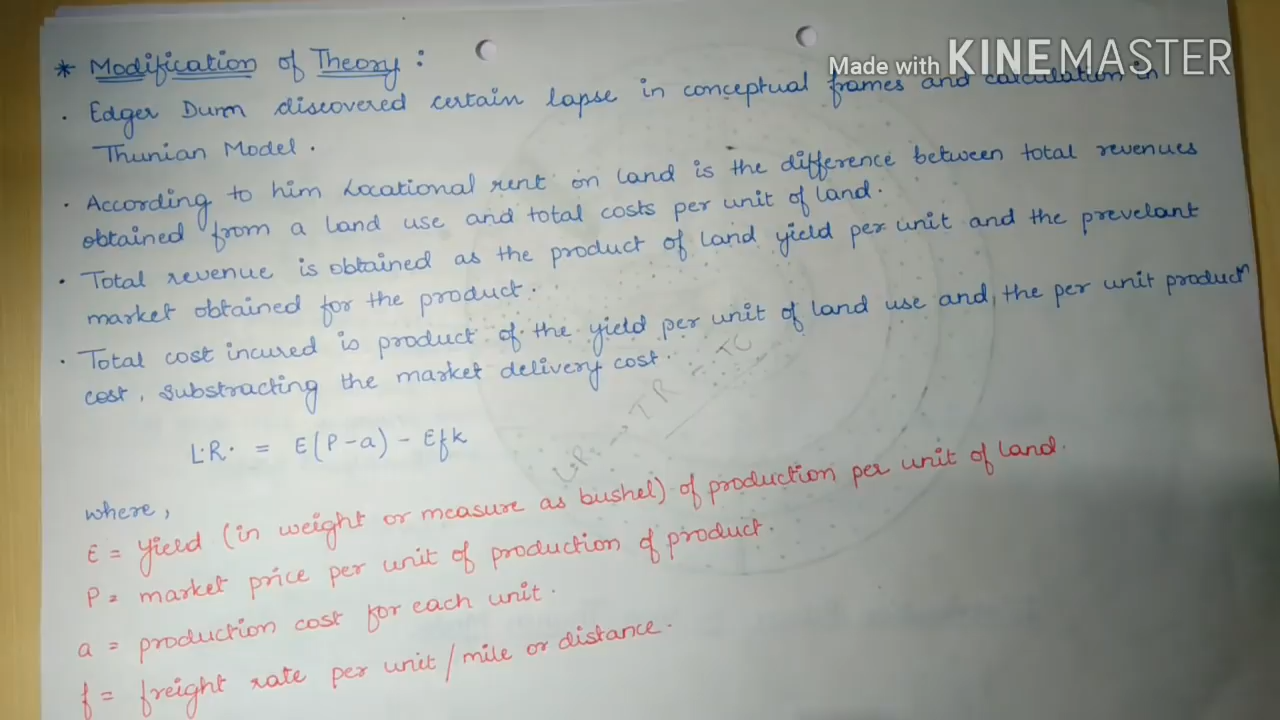 Made with KINEMASTER
* Modification of Theory :
. Edger Dunn discovered certain lapse in conceptual frames and calculation in
Thunian Model.
. According to him Locational rent on land is the difference between total revenues
obtained from a land use and total costs per unit of land.
. Total revenue is obtained as the product of land yield per unit and the prevelant
market obtained for the product.
. Total cost incured is product of the yield per unit of land use and, the per unit productn
cost, substracting the market delivery cost.
L.R. → TR - TC
L.R. = E(P-a) - Efk
where,
E = yield (in weight or measure as bushel) of production per unit of land.
P = market price per unit of production of product.
a = production cost for each unit.
f = freight rate per unit/mile or distance.